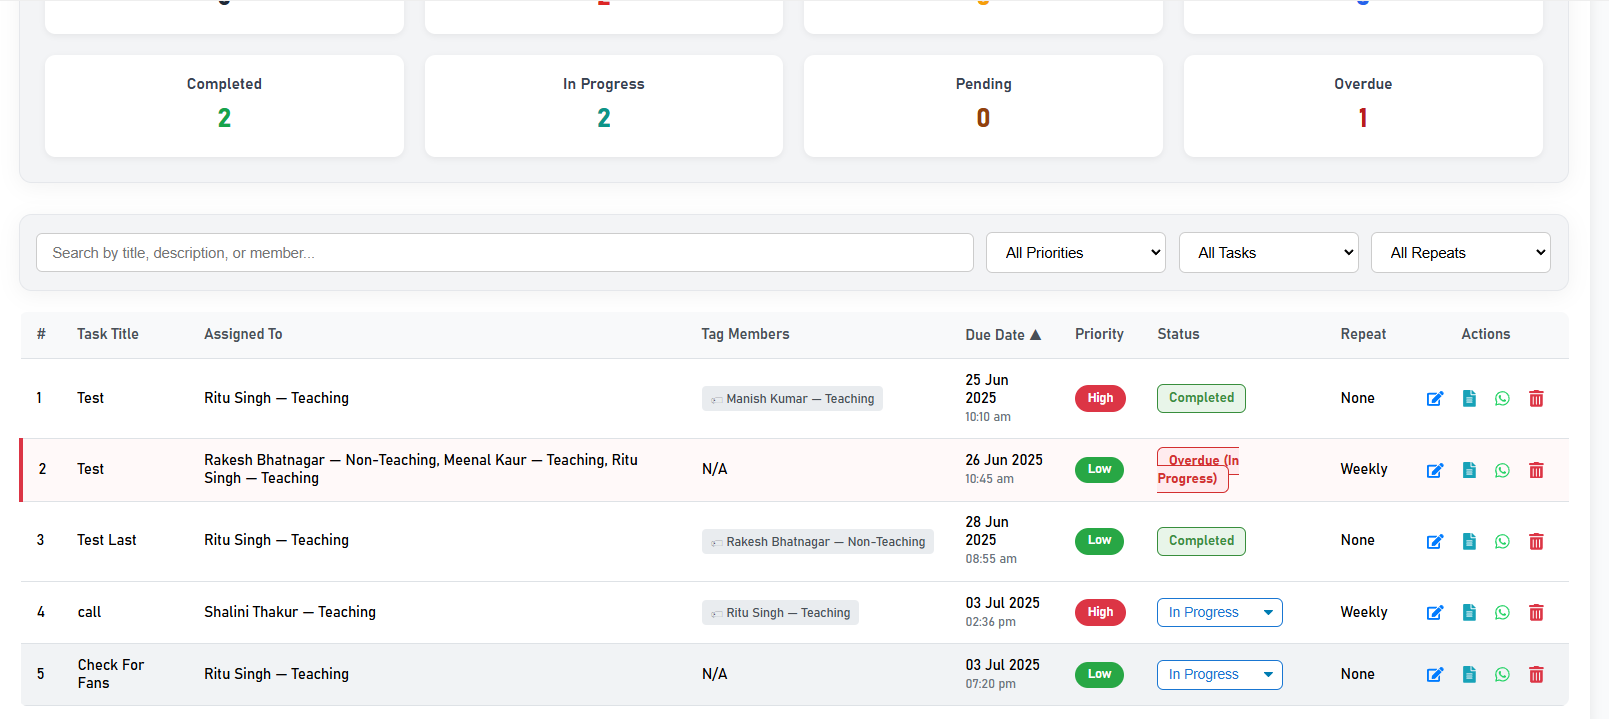 Completed
2
In Progress
2
Pending
0
Overdue
1
Search by title, description, or member...
All Priorities
All Tasks
All Repeats
# Task Title Assigned To Tag Members Due Date ▲ Priority Status Repeat Actions
1 Test Ritu Singh — Teaching Manish Kumar — Teaching 25 Jun
2025
10:10 am High Completed None
2 Test Rakesh Bhatnagar — Non-Teaching, Meenal Kaur — Teaching, Ritu
Singh — Teaching N/A 26 Jun 2025
10:45 am Low Overdue (In
Progress) Weekly
3 Test Last Ritu Singh — Teaching Rakesh Bhatnagar — Non-Teaching 28 Jun
2025
08:55 am Low Completed None
4 call Shalini Thakur — Teaching Ritu Singh — Teaching 03 Jul 2025
02:36 pm High In Progress Weekly
5 Check For
Fans Ritu Singh — Teaching N/A 03 Jul 2025
07:20 pm Low In Progress None